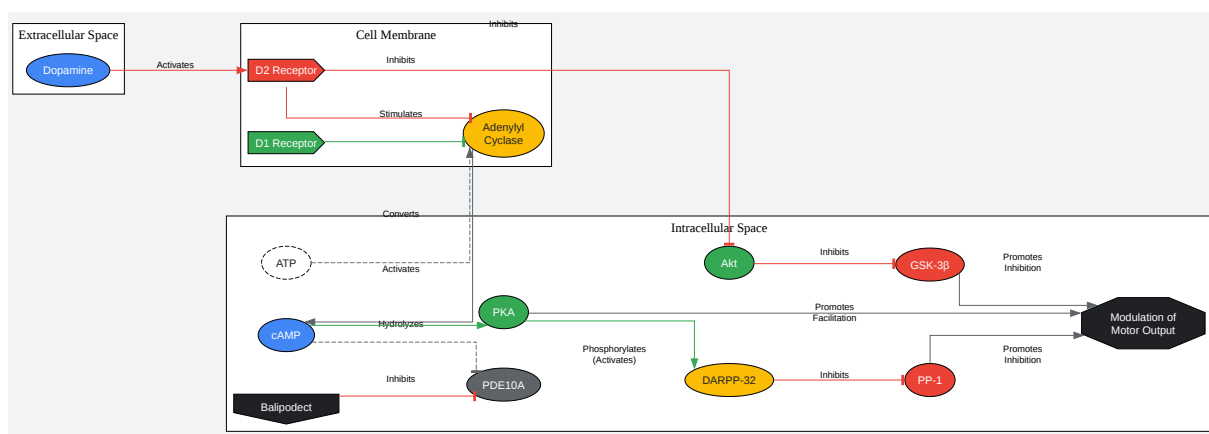 Inhibits
Extracellular Space
Cell Membrane
Dopamine
Activates
D2 Receptor
Inhibits
Stimulates
D1 Receptor
Adenylyl
Cyclase
Converts
Intracellular Space
ATP
Activates
Akt
Inhibits
GSK-3β
Promotes
Inhibition
cAMP
Hydrolyzes
PKA
Promotes
Facilitation
Modulation of
Motor Output
Phosphorylates
(Activates)
Promotes
Inhibition
Inhibits
PDE10A
DARPP-32
Inhibits
PP-1
Balipodect